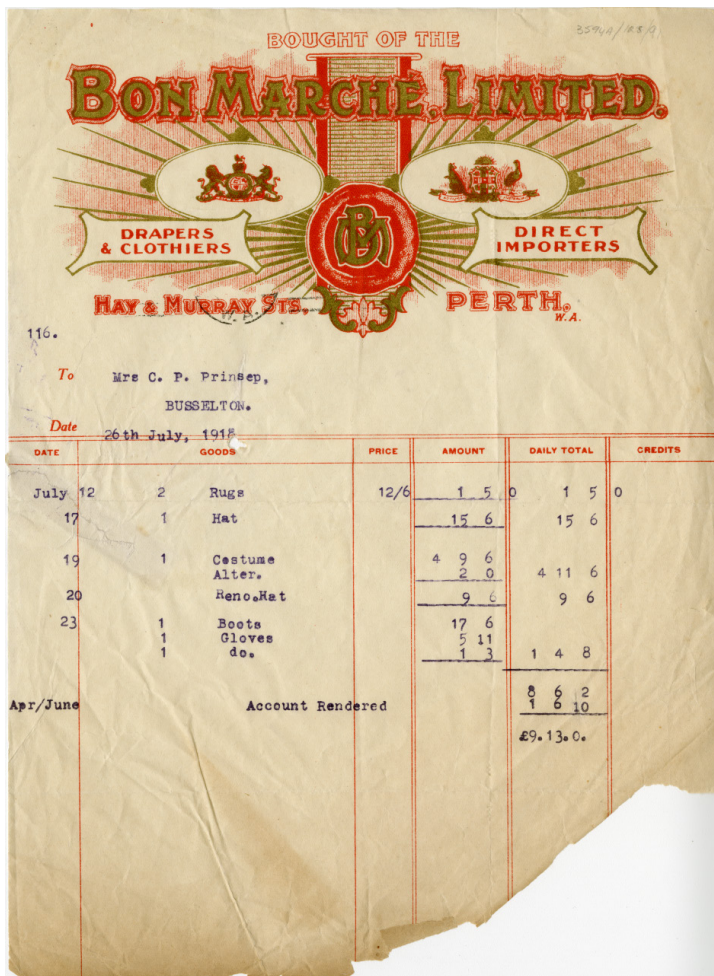 3594A/128/9
BOUGHT OF THE
BON MARCHÉ, LIMITED.
DRAPERS
& CLOTHIERS
BM
DIRECT
IMPORTERS
HAY & MURRAY STS, PERTH.
W.A.
W.A.
116.
To Mrs C. P. Prinsep,
BUSSELTON.
Date 26th July, 1918
DATE GOODS PRICE AMOUNT DAILY TOTAL CREDITS
July 12 2 Rugs 12/6 1 5 0 1 5 0
17 1 Hat 15 6 15 6
19 1 Costume 4 9 6
Alter. 2 0 4 11 6
20 Reno.Hat 9 6 9 6
23 1 Boots 17 6
1 Gloves 5 11
1 do. 1 3 1 4 8
8 6 2
Apr/June Account Rendered 1 6 10
£9.13.0.